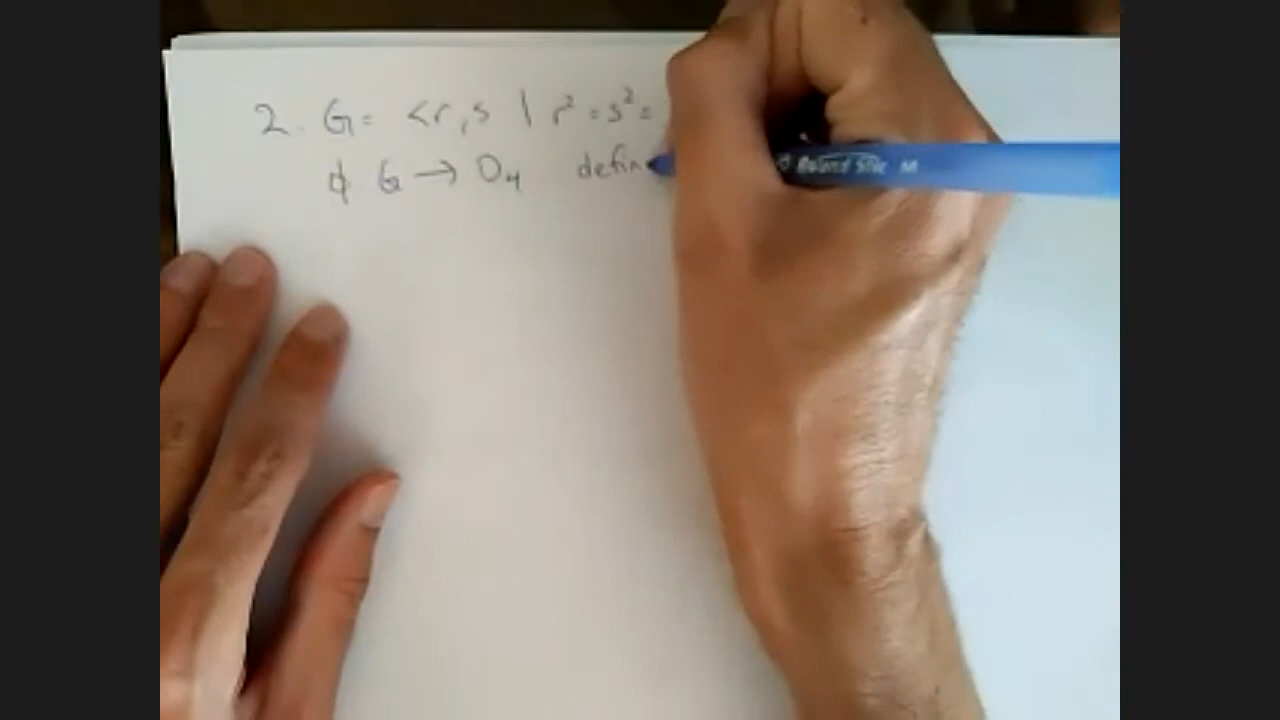 2. G = <r, s | r² = s² =
ϕ G → D₄ defin